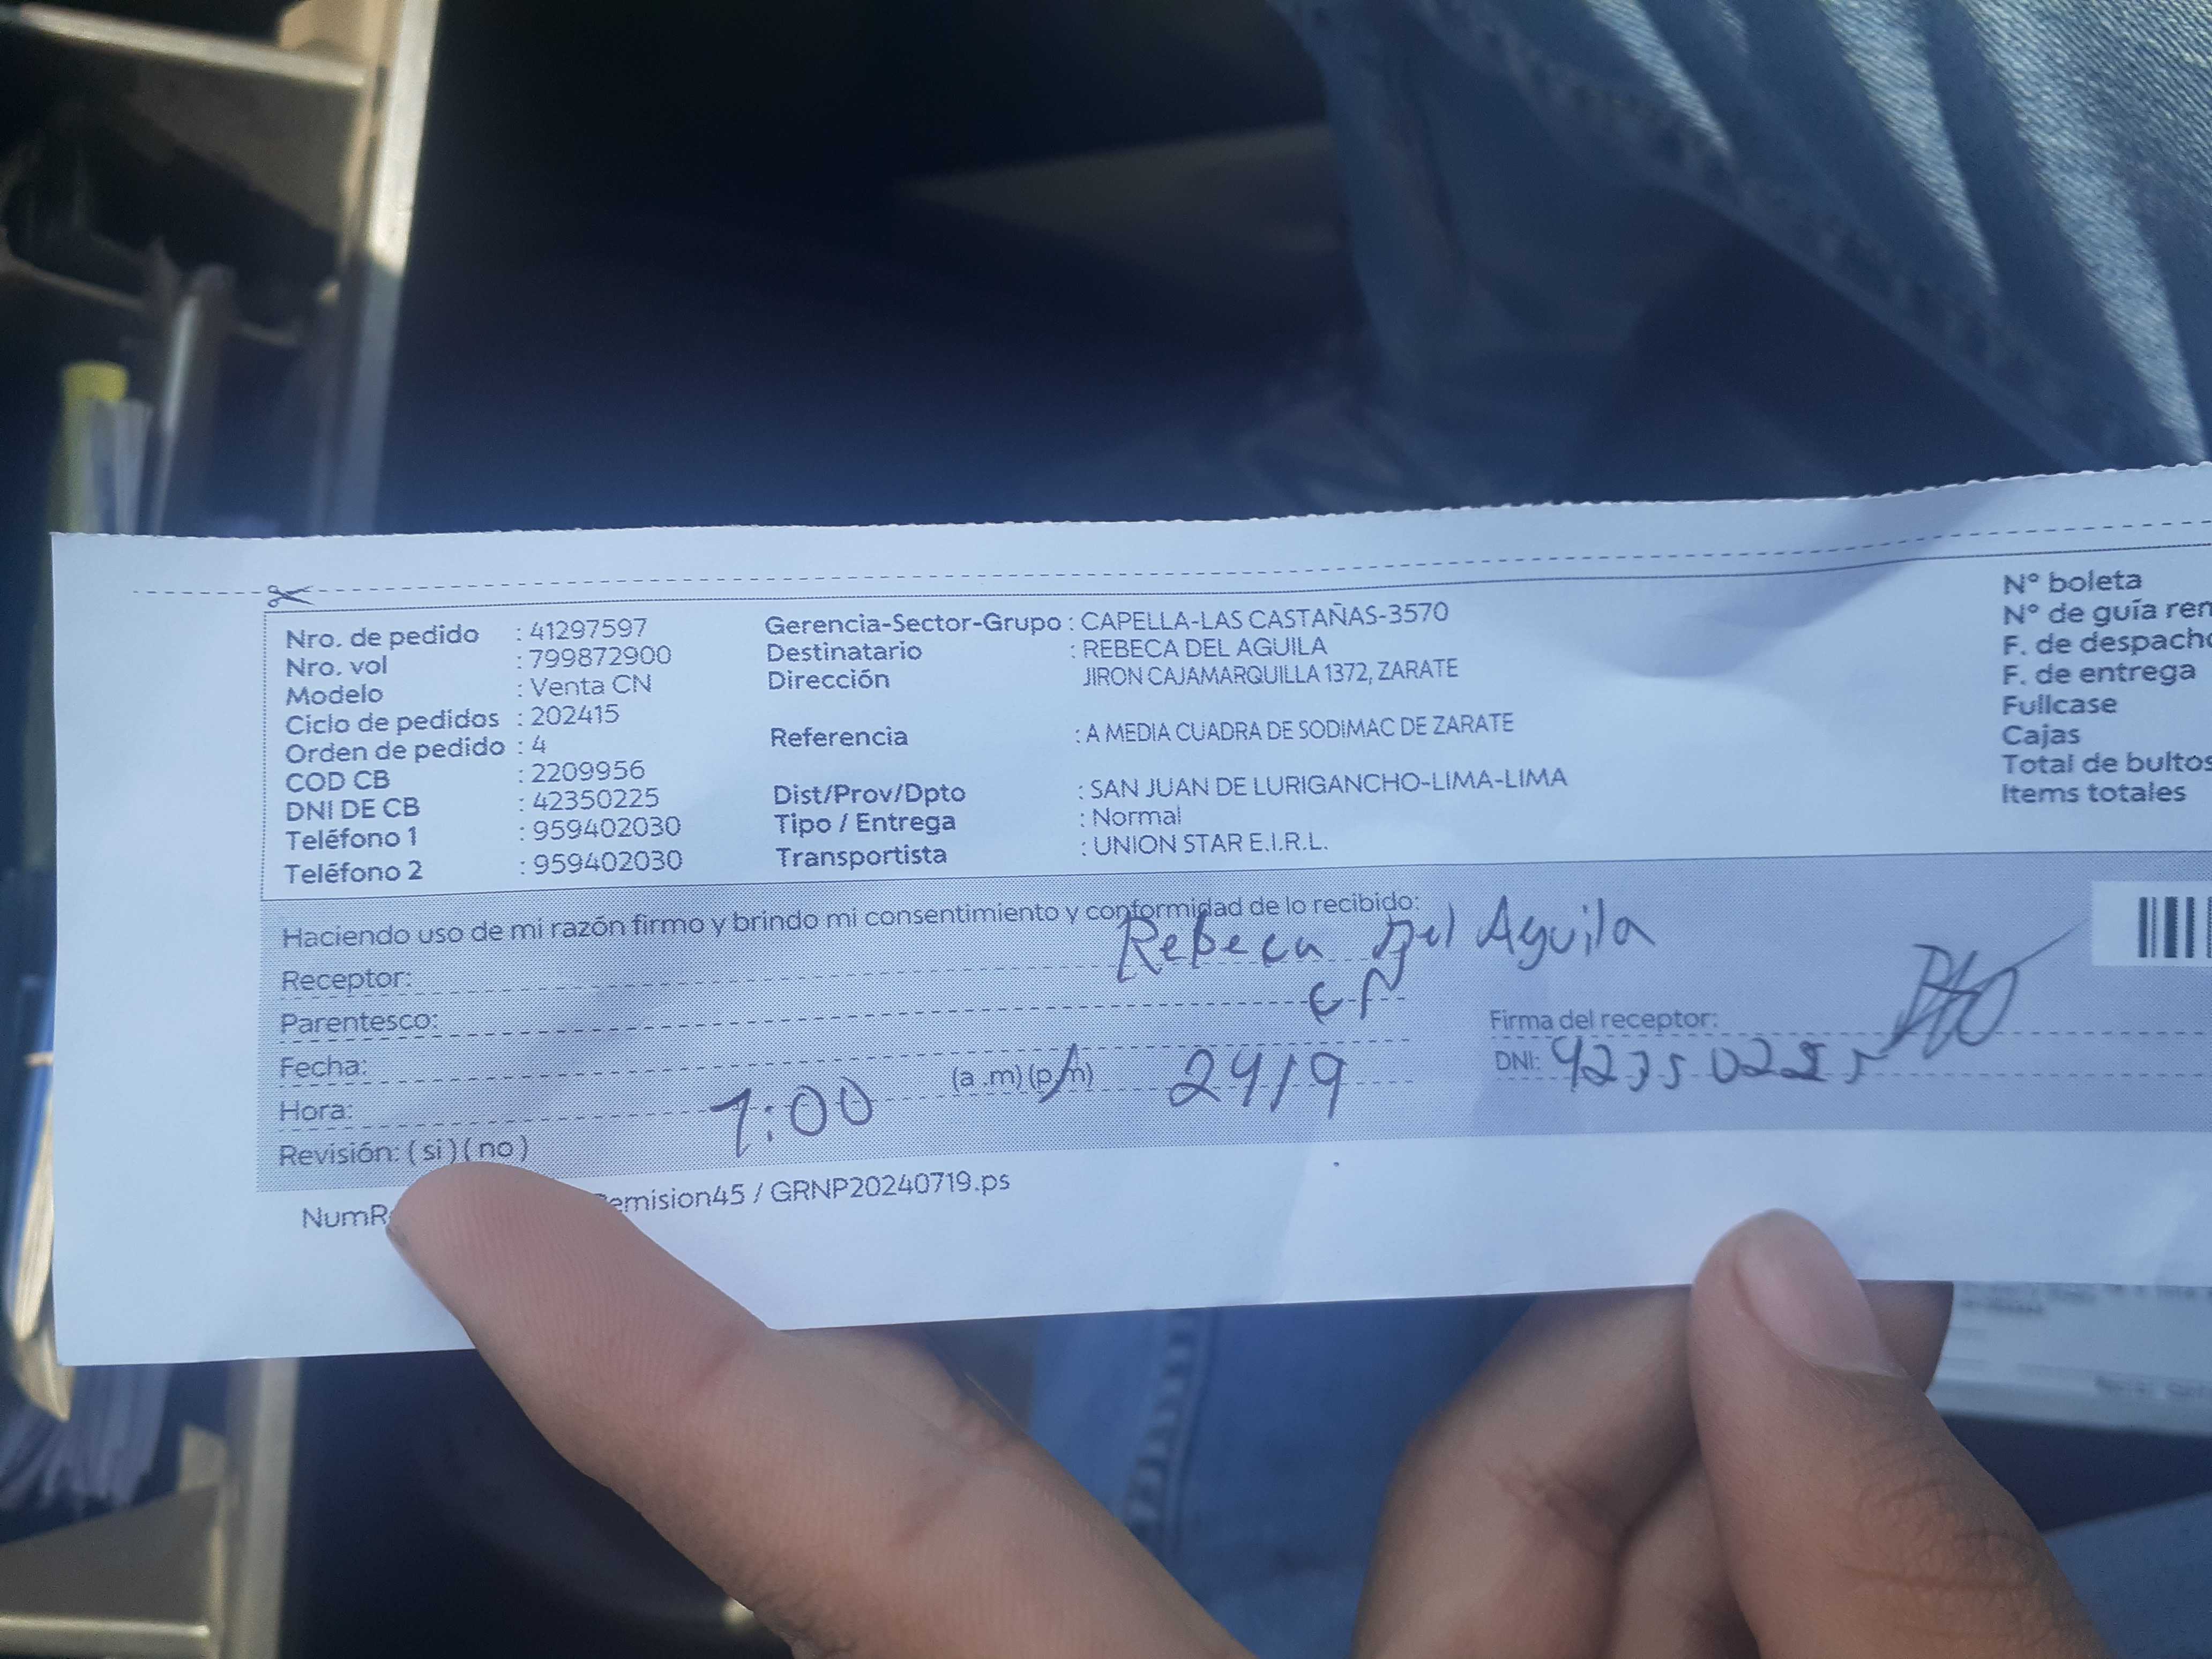 Nro. de pedido : 41297597 Gerencia-Sector-Grupo : CAPELLA-LAS CASTAÑAS-3570 N° boleta
Nro. vol : 799872900 Destinatario : REBECA DEL AGUILA N° de guía
Modelo : Venta CN Dirección JIRON CAJAMARQUILLA 1372, ZARATE F. de despacho
Ciclo de pedidos : 202415 F. de entrega
Orden de pedido : 4 Referencia : A MEDIA CUADRA DE SODIMAC DE ZARATE Fullcase
COD CB : 2209956 Cajas
DNI DE CB : 42350225 Dist/Prov/Dpto : SAN JUAN DE LURIGANCHO-LIMA-LIMA Total de bultos
Teléfono 1 : 959402030 Tipo / Entrega : Normal Items totales
Teléfono 2 : 959402030 Transportista : UNION STAR E.I.R.L.
Haciendo uso de mi razón firmo y brindo mi consentimiento y conformidad de lo recibido:
Receptor: Rebeca Del Aguila
Parentesco: CN
Fecha: 24/9 Firma del receptor:
Hora: 1:00 (a .m) (p.m) DNI: 42350225
Revisión: ( si ) ( no )
NumR emision45 / GRNP20240719.ps